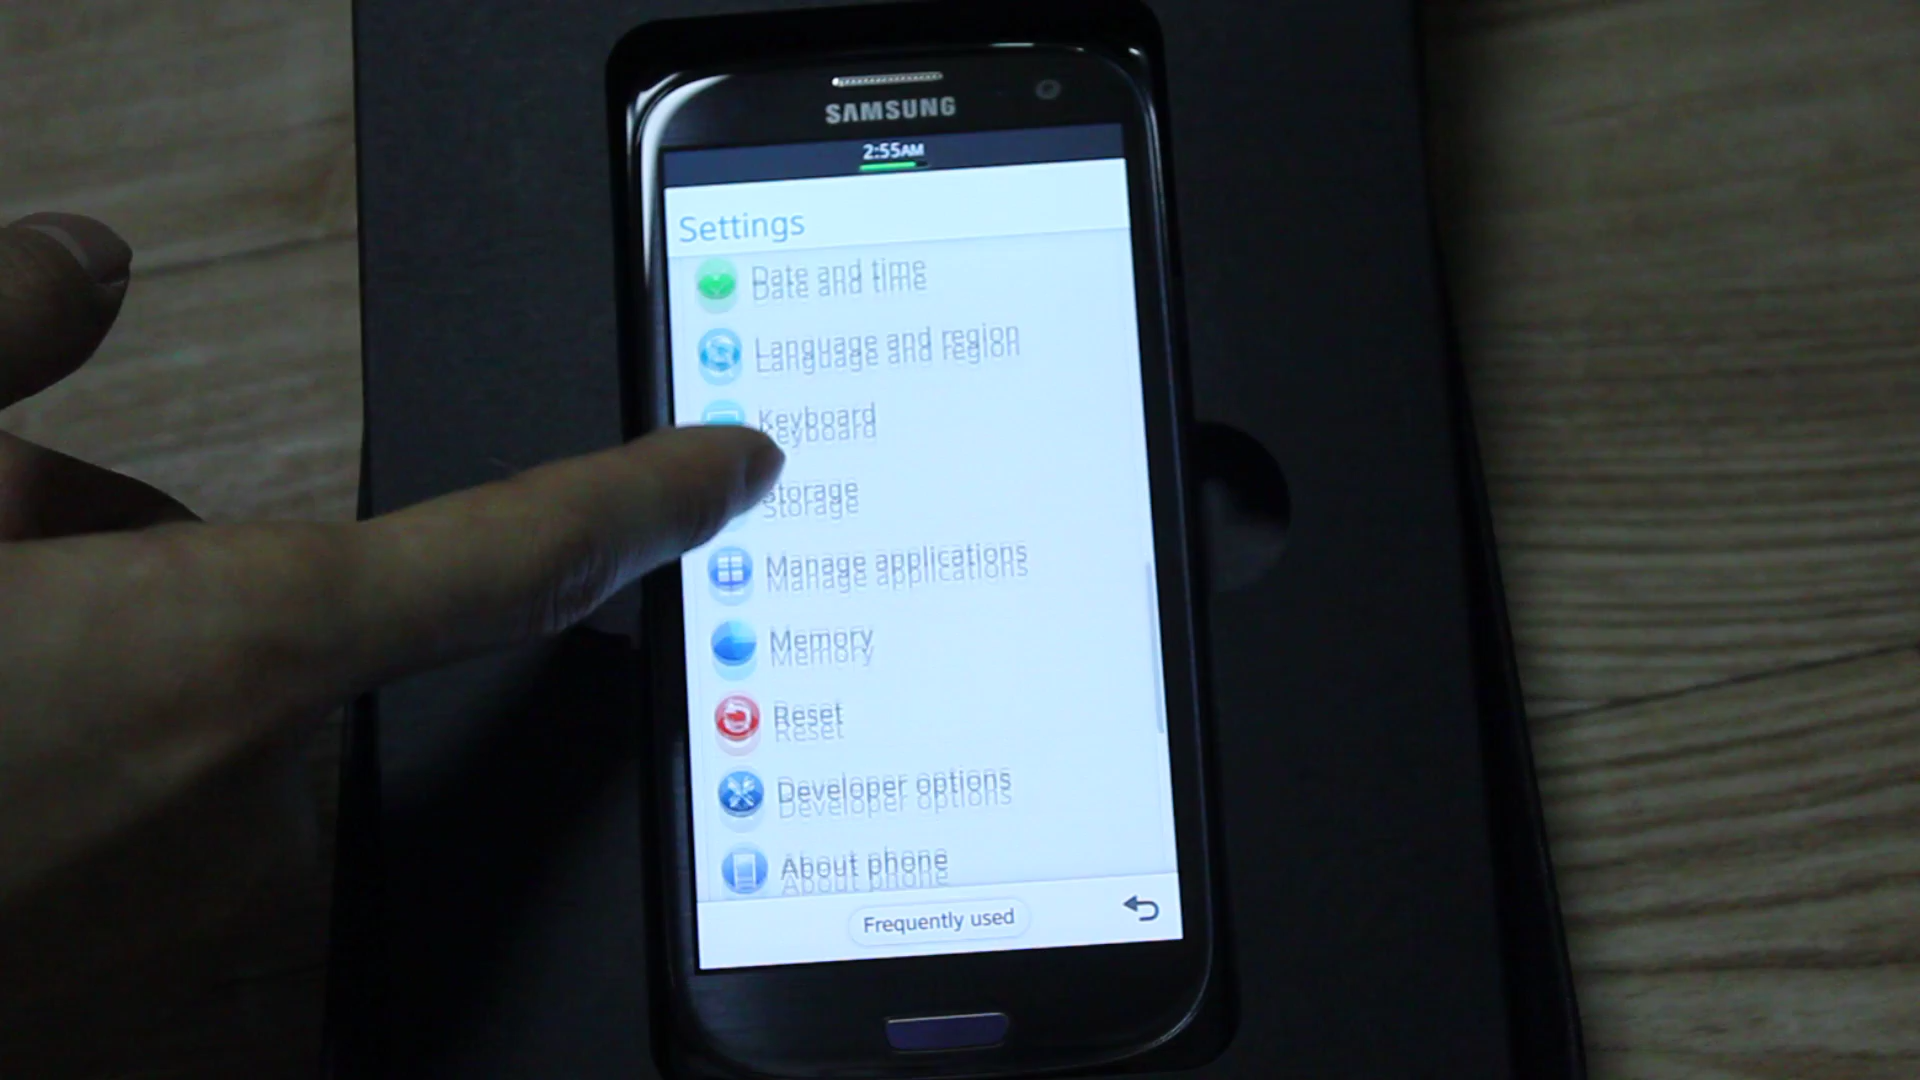 SAMSUNG
2:55AM
Settings
Date and time
Language and region
Keyboard
Storage
Manage applications
Memory
Reset
Developer options
About phone
Frequently used